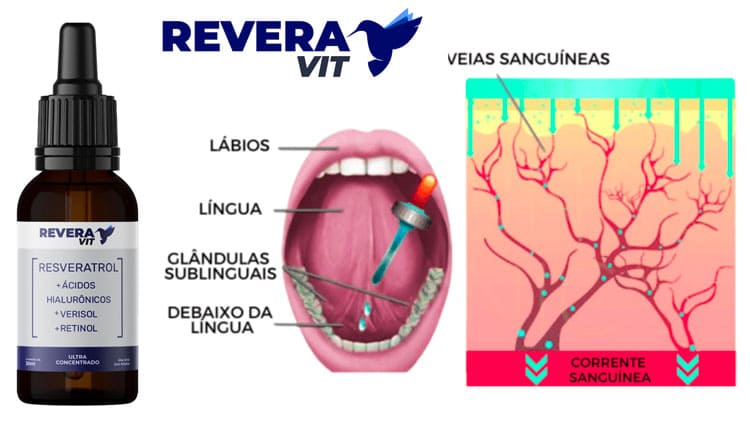 REVERA
VIT
VEIAS SANGUÍNEAS
LÁBIOS
LÍNGUA
GLÂNDULAS
SUBLINGUAIS
DEBAIXO DA
LÍNGUA
CORRENTE
SANGUÍNEA
REVERA
VIT
RESVERATROL
+ÁCIDOS
HIALURÔNICOS
+VERISOL
+RETINOL
ULTRA
CONCENTRADO
30ml